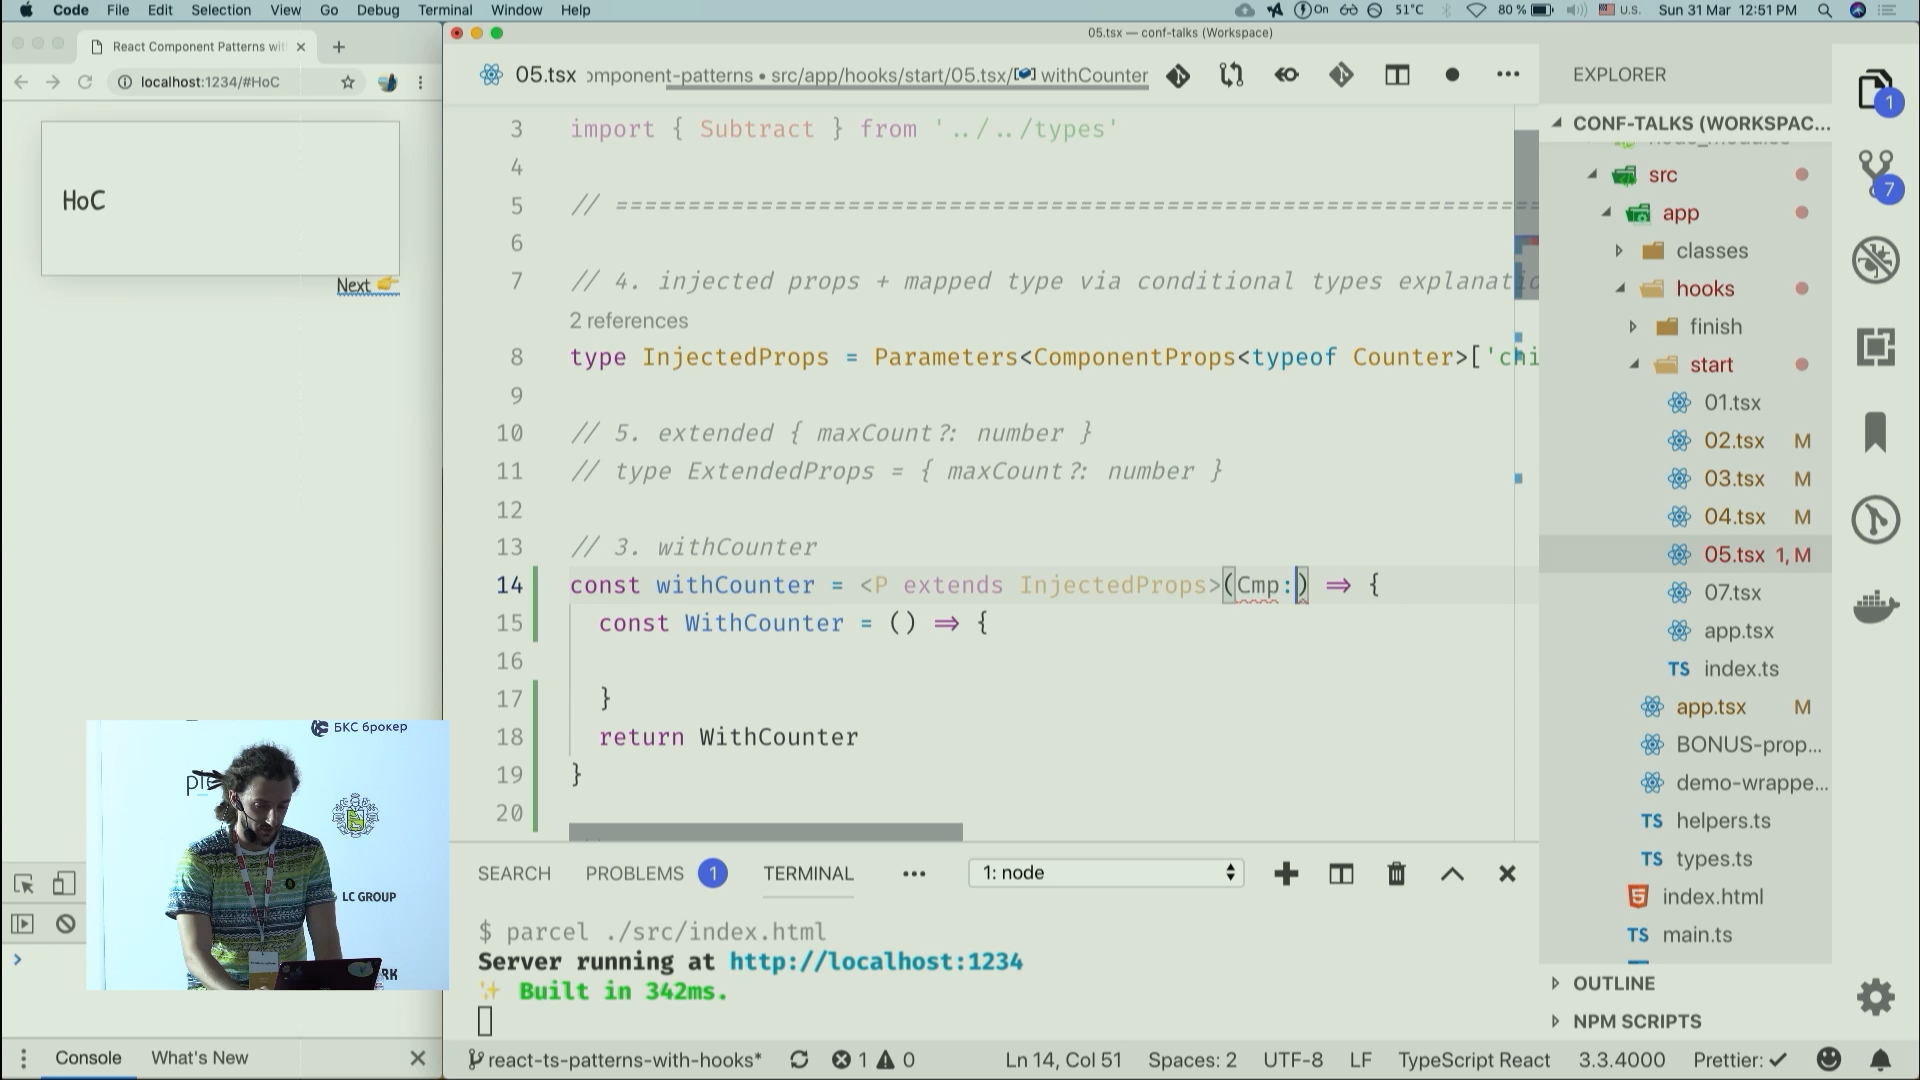 Code File Edit Selection View Go Debug Terminal Window Help
On 51°C 80 % U.S. Sun 31 Mar 12:51 PM
React Component Patterns wit
localhost:1234/#HoC
HoC
Next 👉
05.tsx — conf-talks (Workspace)
05.tsx omponent-patterns • src/app/hooks/start/05.tsx/ withCounter
3 import { Subtract } from '../../types'
4
5 // ================================================================
6
7 // 4. injected props + mapped type via conditional types explanatio
2 references
8 type InjectedProps = Parameters<ComponentProps<typeof Counter>['chi
9
10 // 5. extended { maxCount?: number }
11 // type ExtendedProps = { maxCount?: number }
12
13 // 3. withCounter
14 const withCounter = <P extends InjectedProps>(Cmp:) => {
15 const WithCounter = () => {
16
17 }
18 return WithCounter
19 }
20
SEARCH PROBLEMS 1 TERMINAL ••• 1: node
$ parcel ./src/index.html
Server running at http://localhost:1234
✨ Built in 342ms.
EXPLORER
CONF-TALKS (WORKSPAC...
src
app
classes
hooks
finish
start
01.tsx
02.tsx M
03.tsx M
04.tsx M
05.tsx 1, M
07.tsx
app.tsx
TS index.ts
app.tsx M
BONUS-prop...
demo-wrappe...
TS helpers.ts
TS types.ts
index.html
TS main.ts
OUTLINE
NPM SCRIPTS
1
7
БКС брокер
LC GROUP
Console What's New
react-ts-patterns-with-hooks* 1 0 Ln 14, Col 51 Spaces: 2 UTF-8 LF TypeScript React 3.3.4000 Prettier: ✓